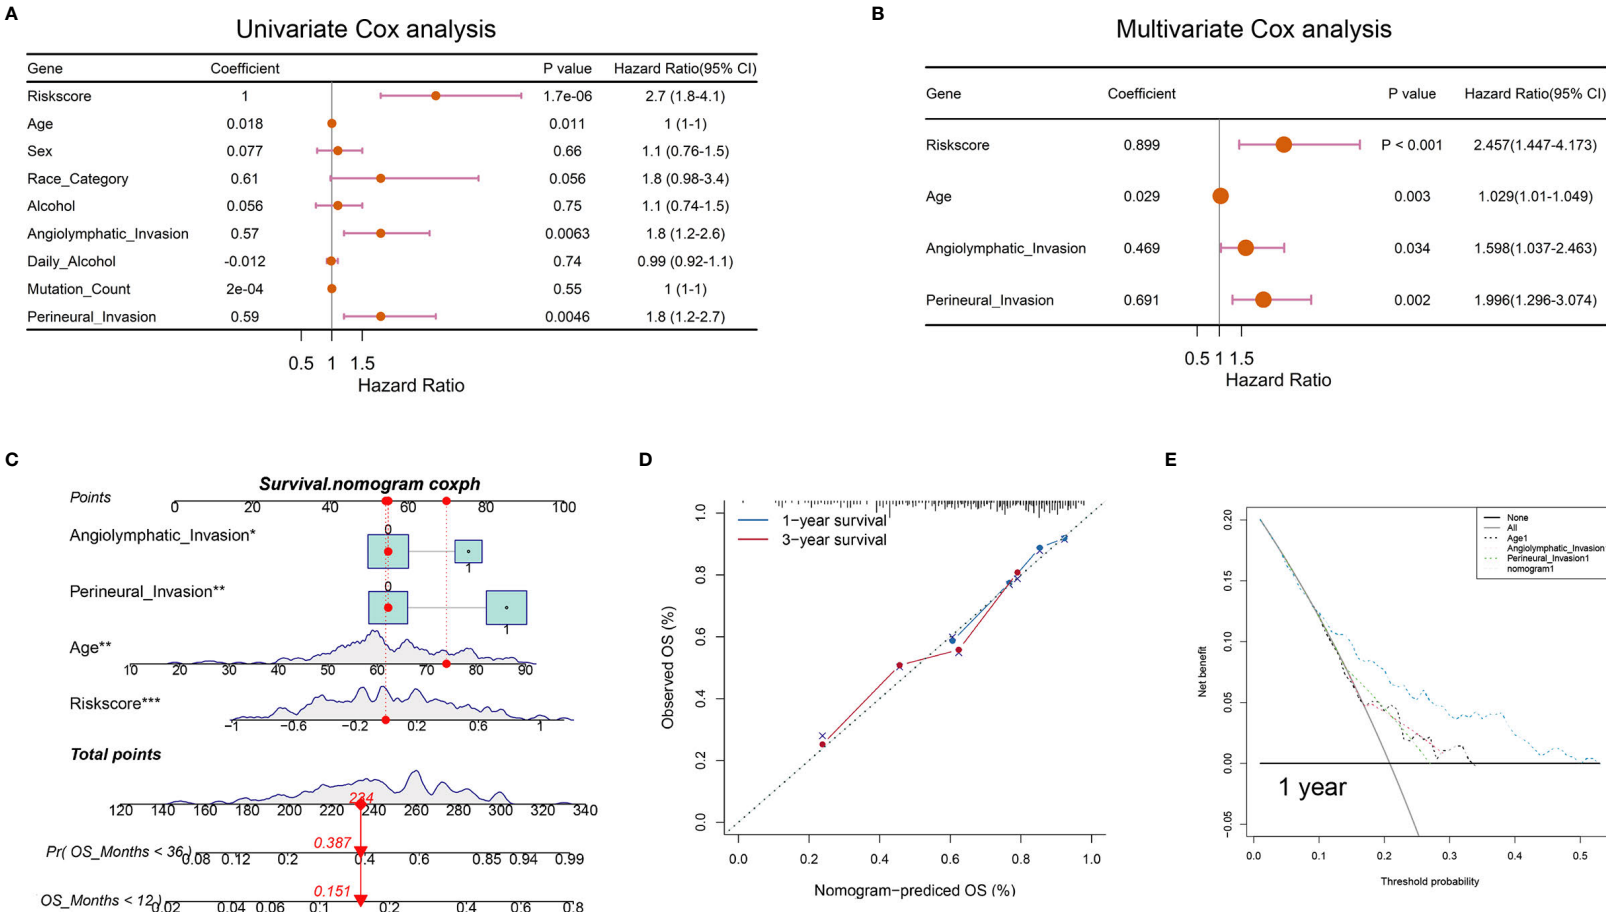 A
Univariate Cox analysis
Gene Coefficient P value Hazard Ratio(95% CI)
Riskscore 1 1.7e-06 2.7 (1.8-4.1)
Age 0.018 0.011 1 (1-1)
Sex 0.077 0.66 1.1 (0.76-1.5)
Race_Category 0.61 0.056 1.8 (0.98-3.4)
Alcohol 0.056 0.75 1.1 (0.74-1.5)
Angiolymphatic_Invasion 0.57 0.0063 1.8 (1.2-2.6)
Daily_Alcohol -0.012 0.74 0.99 (0.92-1.1)
Mutation_Count 2e-04 0.55 1 (1-1)
Perineural_Invasion 0.59 0.0046 1.8 (1.2-2.7)
0.5 1 1.5
Hazard Ratio
B
Multivariate Cox analysis
Gene Coefficient P value Hazard Ratio(95% CI)
Riskscore 0.899 P < 0.001 2.457(1.447-4.173)
Age 0.029 0.003 1.029(1.01-1.049)
Angiolymphatic_Invasion 0.469 0.034 1.598(1.037-2.463)
Perineural_Invasion 0.691 0.002 1.996(1.296-3.074)
0.5 1 1.5
Hazard Ratio
C
Survival.nomogram coxph
Points
0 20 40 60 80 100
Angiolymphatic_Invasion*
0
1
Perineural_Invasion**
0
1
Age**
10 20 30 40 50 60 70 80 90
Riskscore***
−1 −0.6 −0.2 0.2 0.6 1
Total points
234
120 140 160 180 200 220 240 260 280 300 320 340
0.387
Pr( OS_Months < 36 )
0.08 0.12 0.2 0.4 0.6 0.85 0.94 0.99
0.151
OS_Months < 12 )
0.02 0.04 0.06 0.1 0.2 0.4 0.6 0.8
D
1−year survival
3−year survival
Observed OS (%)
0.0 0.2 0.4 0.6 0.8 1.0
0.0 0.2 0.4 0.6 0.8 1.0
Nomogram−prediced OS (%)
E
None
All
Age1
Angiolymphatic_Invasion
Perineural_Invasion1
nomogram1
Net benefit
−0.05 0.00 0.05 0.10 0.15 0.20
1 year
0.0 0.1 0.2 0.3 0.4 0.5
Threshold probability